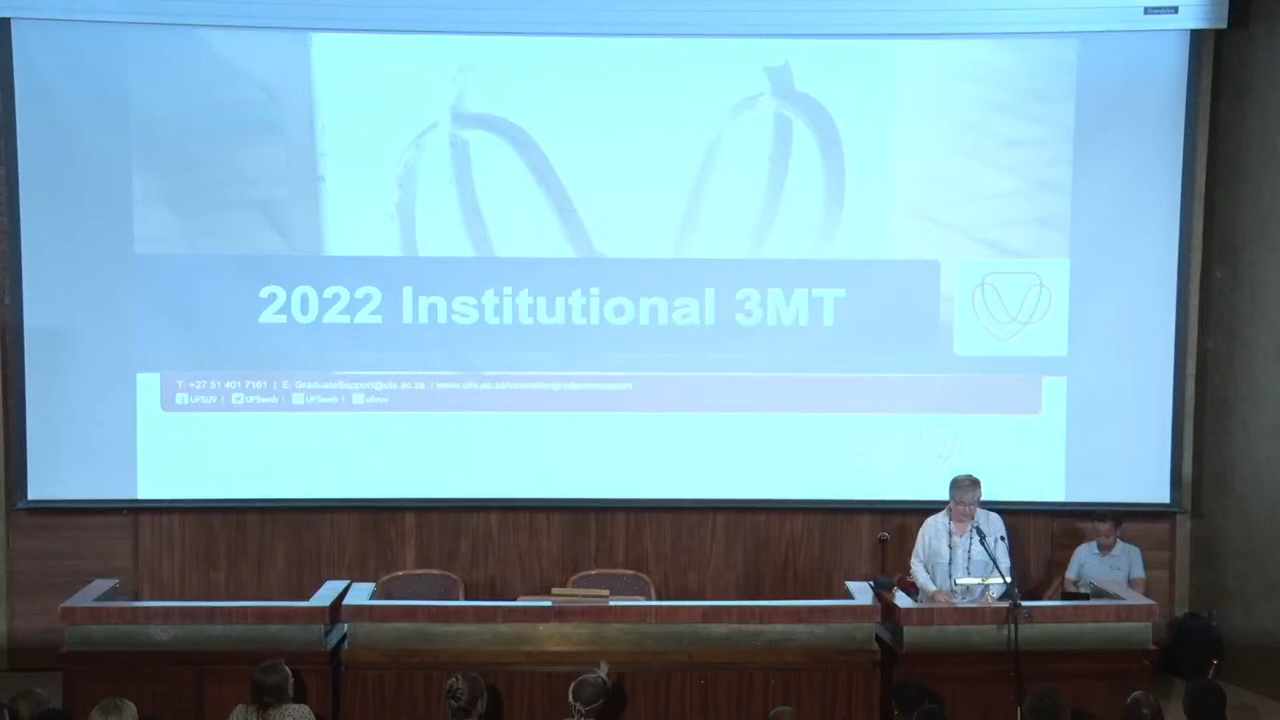 2022 Institutional 3MT
T: +27 51 401 7161 | E: GraduateSupport@ufs.ac.za |
UFSUV | UFSweb | UFSweb | ufsuv